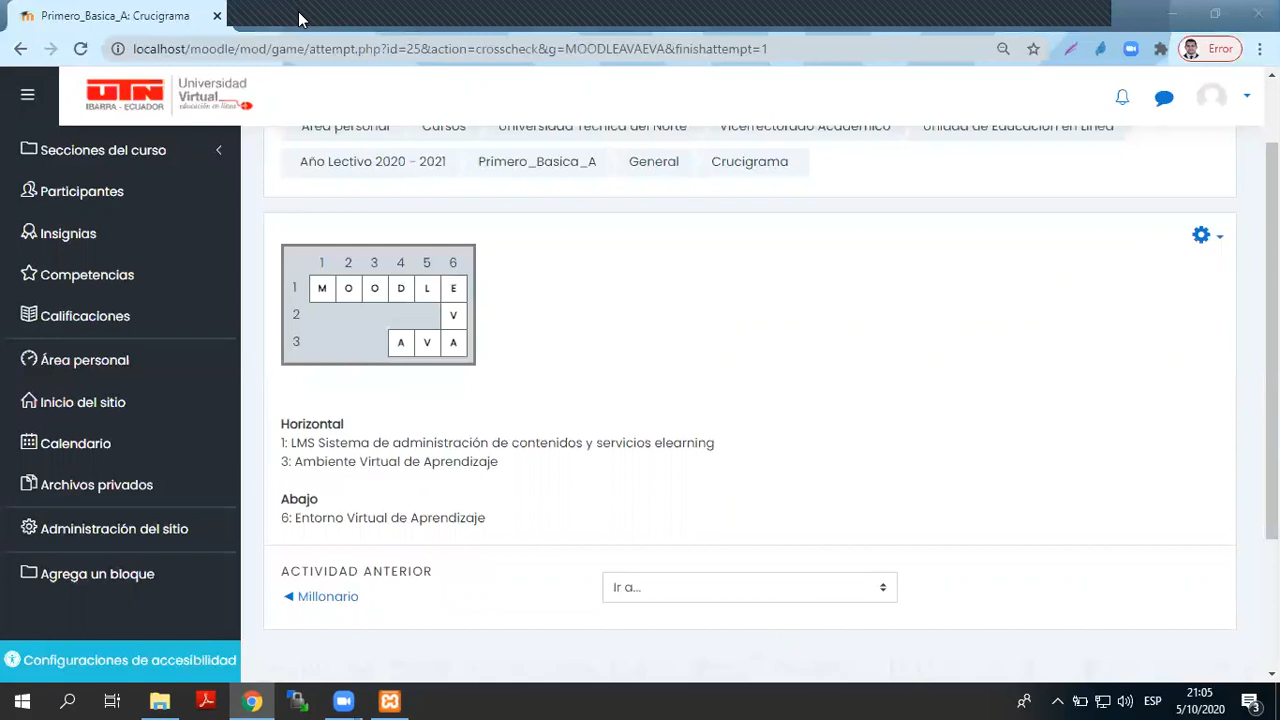 Primero_Basica_A: Crucigrama
localhost/moodle/mod/game/attempt.php?id=25&action=crosscheck&g=MOODLEAVAEVA&finishattempt=1
Error
UTN
IBARRA - ECUADOR
Universidad
Virtual
educación en línea
Área personal Cursos Universidad Técnica del Norte Vicerrectorado Académico Unidad de Educación en Línea
Año Lectivo 2020 - 2021 Primero_Basica_A General Crucigrama
Secciones del curso
Participantes
Insignias
Competencias
Calificaciones
Área personal
Inicio del sitio
Calendario
Archivos privados
Administración del sitio
Agrega un bloque
Configuraciones de accesibilidad
1 2 3 4 5 6
1 M O O D L E
2 V
3 A V A
Horizontal
1: LMS Sistema de administración de contenidos y servicios elearning
3: Ambiente Virtual de Aprendizaje
Abajo
6: Entorno Virtual de Aprendizaje
ACTIVIDAD ANTERIOR
◄ Millonario
Ir a...
ESP
21:05
5/10/2020
3